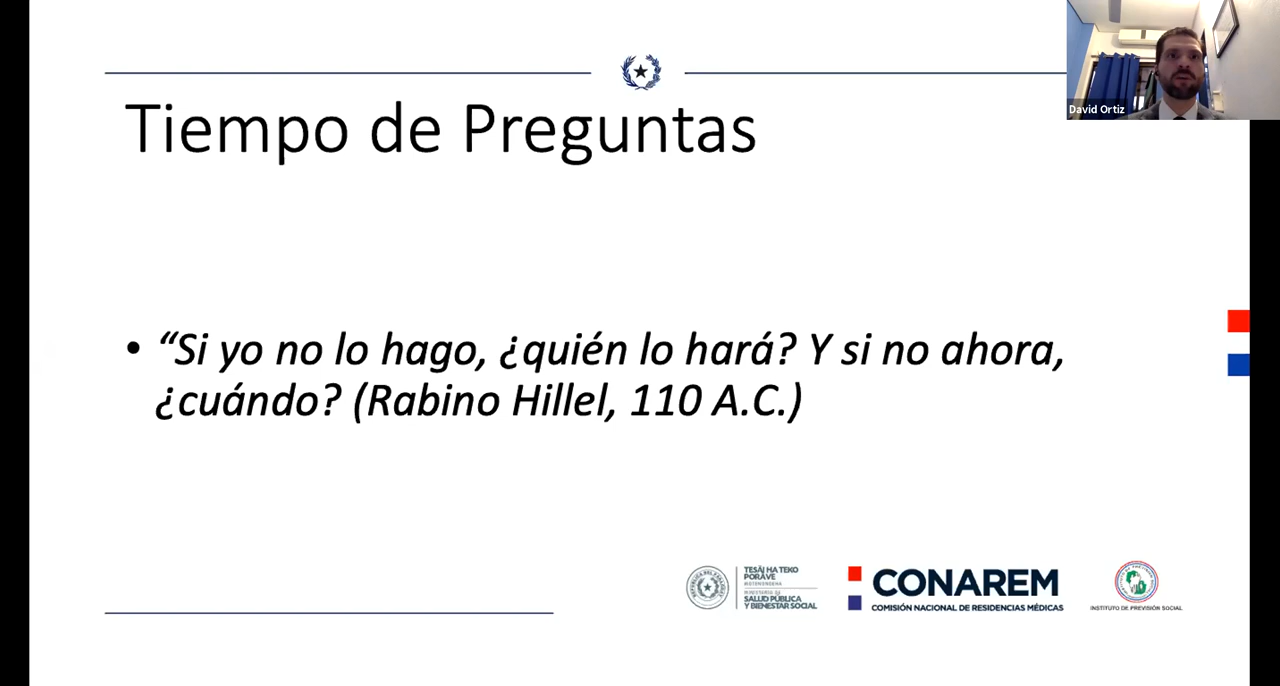 David Ortiz
Tiempo de Preguntas
• “Si yo no lo hago, ¿quién lo hará? Y si no ahora,
¿cuándo? (Rabino Hillel, 110 A.C.)
TESÃI HA TEKO
PORÃVE
MOTENONDEHA
MINISTERIO DE
SALUD PÚBLICA
Y BIENESTAR SOCIAL
CONAREM
COMISIÓN NACIONAL DE RESIDENCIAS MÉDICAS
INSTITUTO DE PREVISIÓN SOCIAL